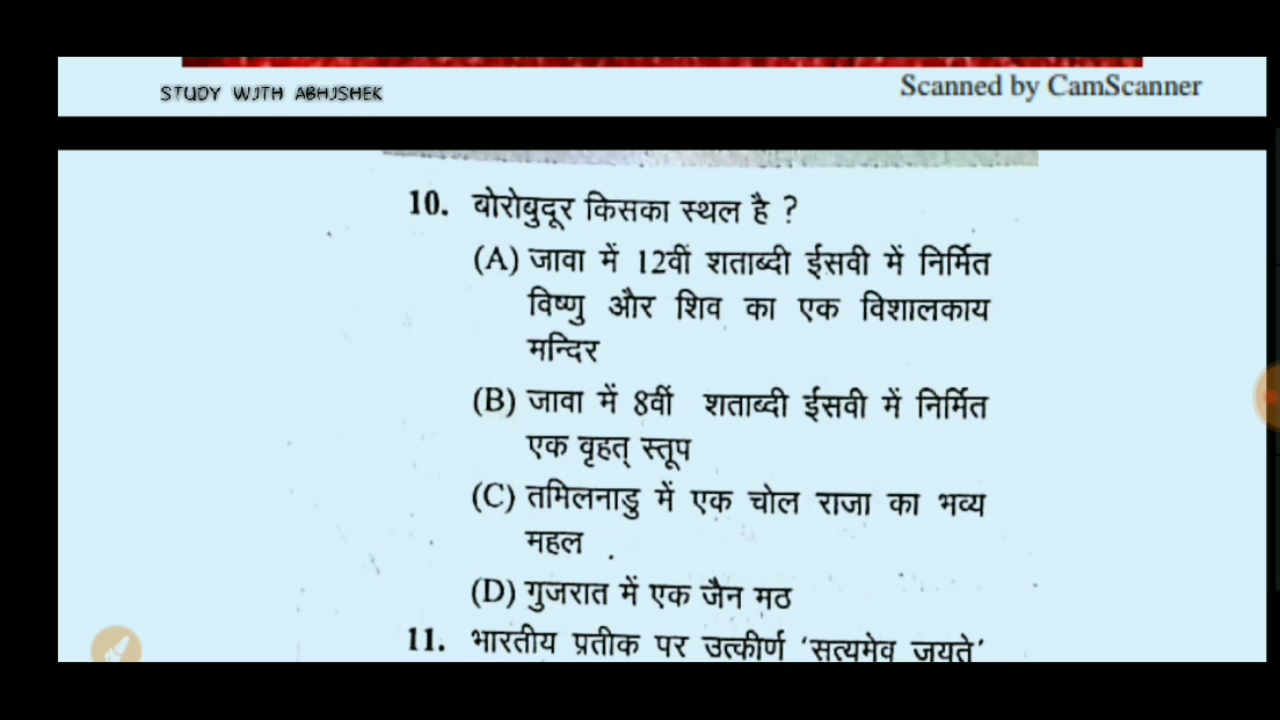 STUDY WITH ABHISHEK
Scanned by CamScanner
10. बोरोबुदूर किसका स्थल है ?
(A) जावा में 12वीं शताब्दी ईसवी में निर्मित
विष्णु और शिव का एक विशालकाय
मन्दिर
(B) जावा में 8वीं शताब्दी ईसवी में निर्मित
एक वृहत् स्तूप
(C) तमिलनाडु में एक चोल राजा का भव्य
महल
(D) गुजरात में एक जैन मठ
11. भारतीय प्रतीक पर उत्कीर्ण 'सत्यमेव जयते'